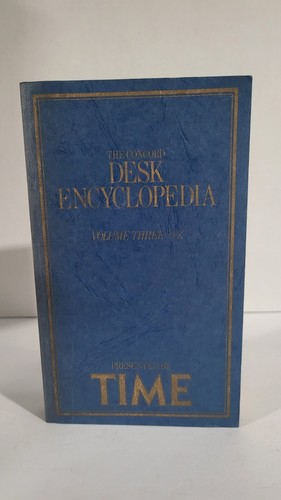 THE CONCORD
DESK
ENCYCLOPEDIA
VOLUME THREE
PRESENTED BY
TIME